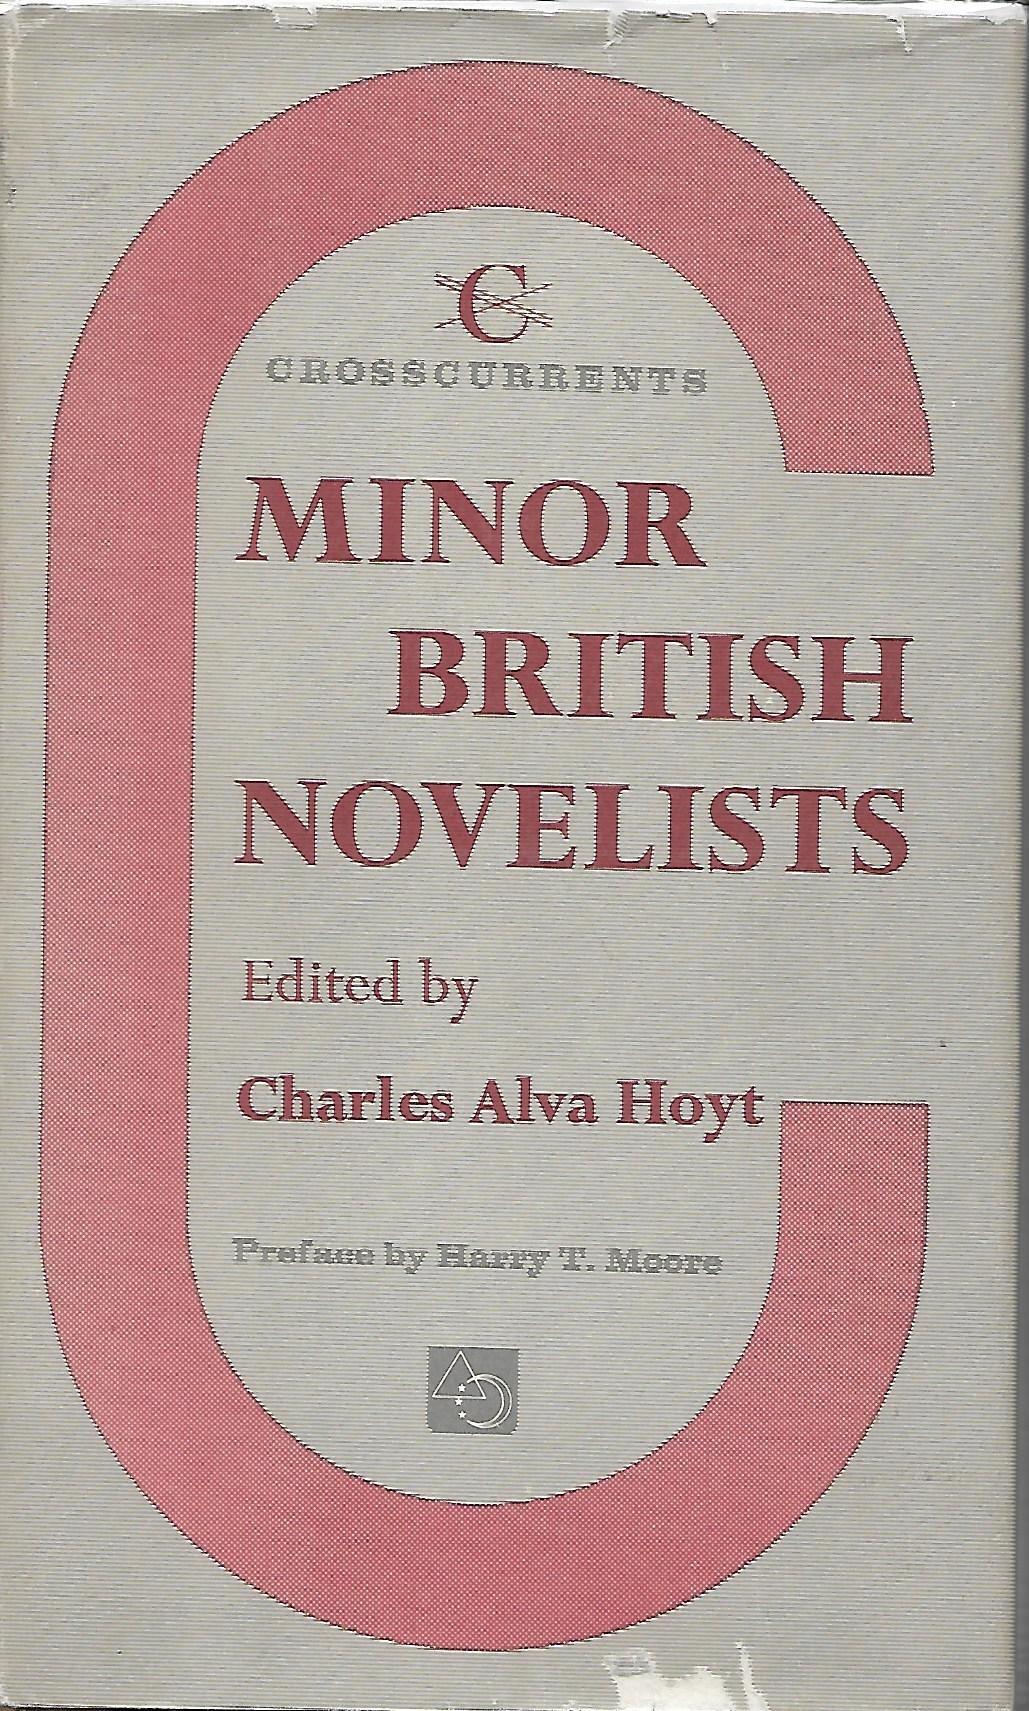 C
CROSSCURRENTS
MINOR
BRITISH
NOVELISTS
Edited by
Charles Alva Hoyt
Preface by Harry T. Moore